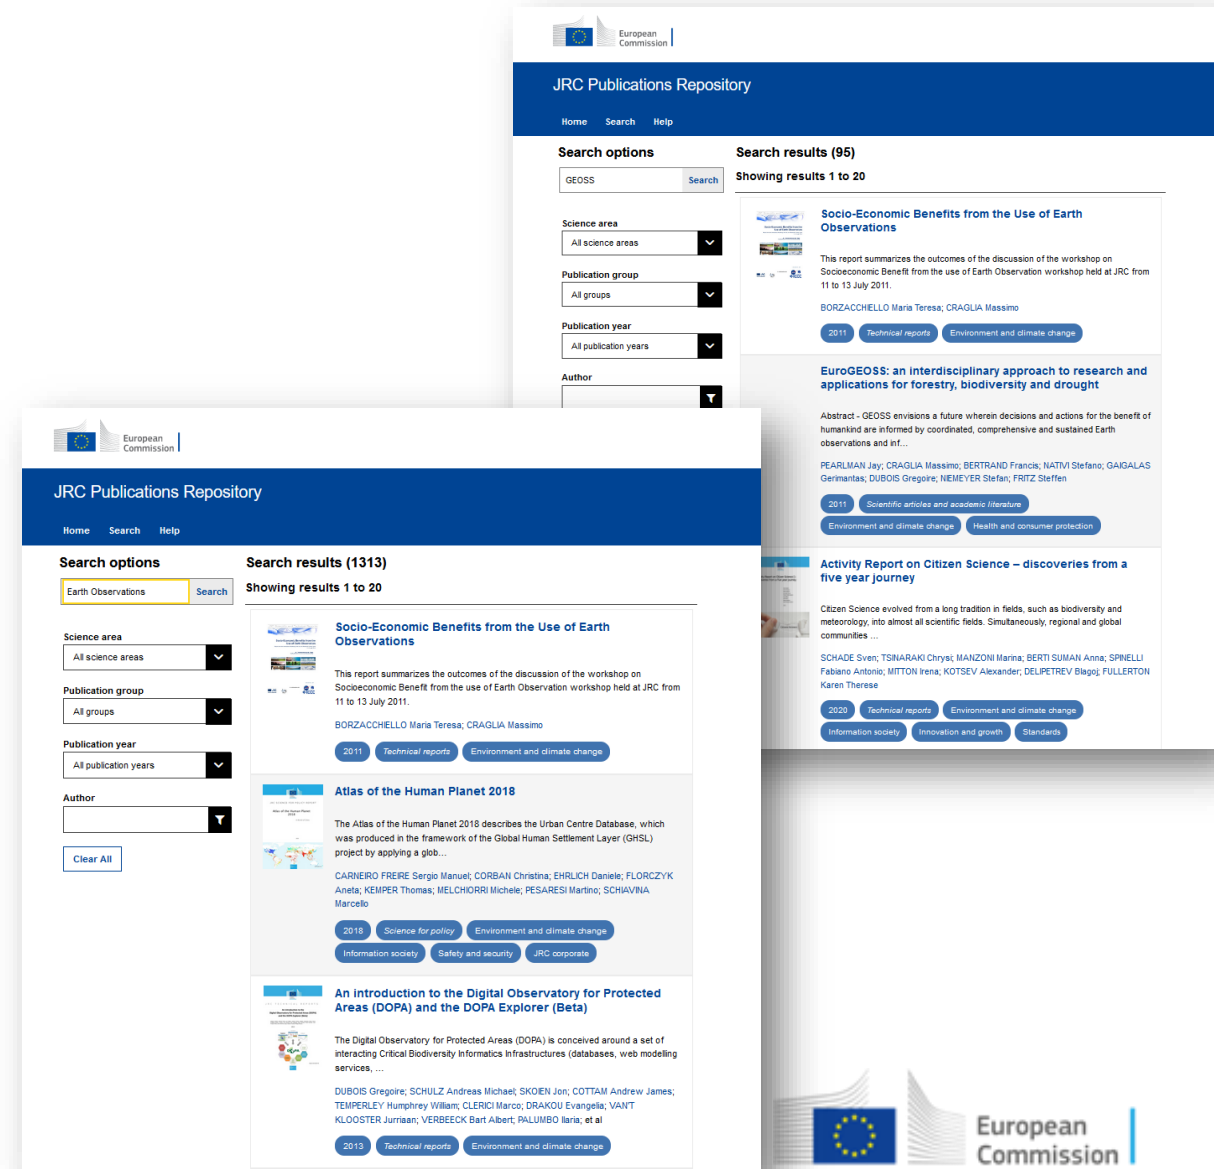 European
Commission
JRC Publications Repository
Home Search Help
Search options
GEOSS Search
Science area
All science areas
Publication group
All groups
Publication year
All publication years
Author
Search results (95)
Showing results 1 to 20
Socio-Economic Benefits from the Use of Earth
Observations
This report summarizes the outcomes of the discussion of the workshop on
Socioeconomic Benefit from the use of Earth Observation workshop held at JRC from
11 to 13 July 2011.
BORZACCHIELLO Maria Teresa; CRAGLIA Massimo
2011 Technical reports Environment and climate change
EuroGEOSS: an interdisciplinary approach to research and
applications for forestry, biodiversity and drought
Abstract - GEOSS envisions a future wherein decisions and actions for the benefit of
humankind are informed by coordinated, comprehensive and sustained Earth
observations and inf...
PEARLMAN Jay; CRAGLIA Massimo; BERTRAND Francis; NATIVI Stefano; GAIGALAS
Gerimantas; DUBOIS Gregoire; NIEMEYER Stefan; FRITZ Steffen
2011 Scientific articles and academic literature
Environment and climate change Health and consumer protection
Activity Report on Citizen Science – discoveries from a
five year journey
Citizen Science evolved from a long tradition in fields, such as biodiversity and
meteorology, into almost all scientific fields. Simultaneously, regional and global
communities ...
SCHADE Sven; TSINARAKI Chrysi; MANZONI Marina; BERTI SUMAN Anna; SPINELLI
Fabiano Antonio; MITTON Irena; KOTSEV Alexander; DELIPETREV Blagoj; FULLERTON
Karen Therese
2020 Technical reports Environment and climate change
Information society Innovation and growth Standards
European
Commission
JRC Publications Repository
Home Search Help
Search options
Earth Observations Search
Science area
All science areas
Publication group
All groups
Publication year
All publication years
Author
Clear All
Search results (1313)
Showing results 1 to 20
Socio-Economic Benefits from the Use of Earth
Observations
This report summarizes the outcomes of the discussion of the workshop on
Socioeconomic Benefit from the use of Earth Observation workshop held at JRC from
11 to 13 July 2011.
BORZACCHIELLO Maria Teresa; CRAGLIA Massimo
2011 Technical reports Environment and climate change
Atlas of the Human Planet 2018
The Atlas of the Human Planet 2018 describes the Urban Centre Database, which
was produced in the framework of the Global Human Settlement Layer (GHSL)
project by applying a glob...
CARNEIRO FREIRE Sergio Manuel; CORBAN Christina; EHRLICH Daniele; FLORCZYK
Aneta; KEMPER Thomas; MELCHIORRI Michele; PESARESI Martino; SCHIAVINA
Marcello
2018 Science for policy Environment and climate change
Information society Safety and security JRC corporate
An introduction to the Digital Observatory for Protected
Areas (DOPA) and the DOPA Explorer (Beta)
The Digital Observatory for Protected Areas (DOPA) is conceived around a set of
interacting Critical Biodiversity Informatics Infrastructures (databases, web modelling
services, ...
DUBOIS Gregoire; SCHULZ Andreas Michael; SKOIEN Jon; COTTAM Andrew James;
TEMPERLEY Humphrey William; CLERICI Marco; DRAKOU Evangelia; VAN'T
KLOOSTER Jurriaan; VERBEECK Bart Albert; PALUMBO Ilaria; et al
2013 Technical reports Environment and climate change
European
Commission